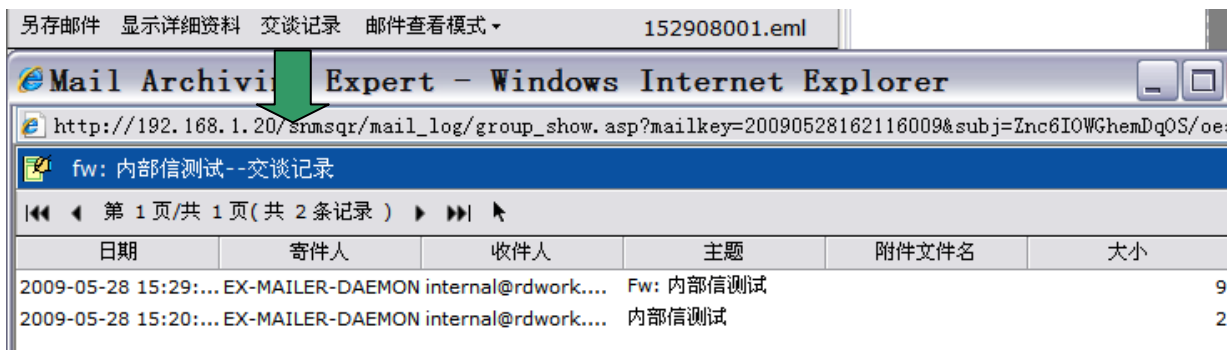 另存邮件 显示详细资料 交谈记录 邮件查看模式 152908001.eml
Mail Archivin Expert - Windows Internet Explorer
http://192.168.1.20/snmsqr/mail_log/group_show.asp?mailkey=20090528162116009&subj=Znc6IOWGhemDqOS/oe
fw: 内部信测试--交谈记录
第 1 页/共 1 页( 共 2 条记录 )
日期 寄件人 收件人 主题 附件文件名 大小
2009-05-28 15:29:... EX-MAILER-DAEMON internal@rdwork.... Fw: 内部信测试 9
2009-05-28 15:20:... EX-MAILER-DAEMON internal@rdwork.... 内部信测试 2